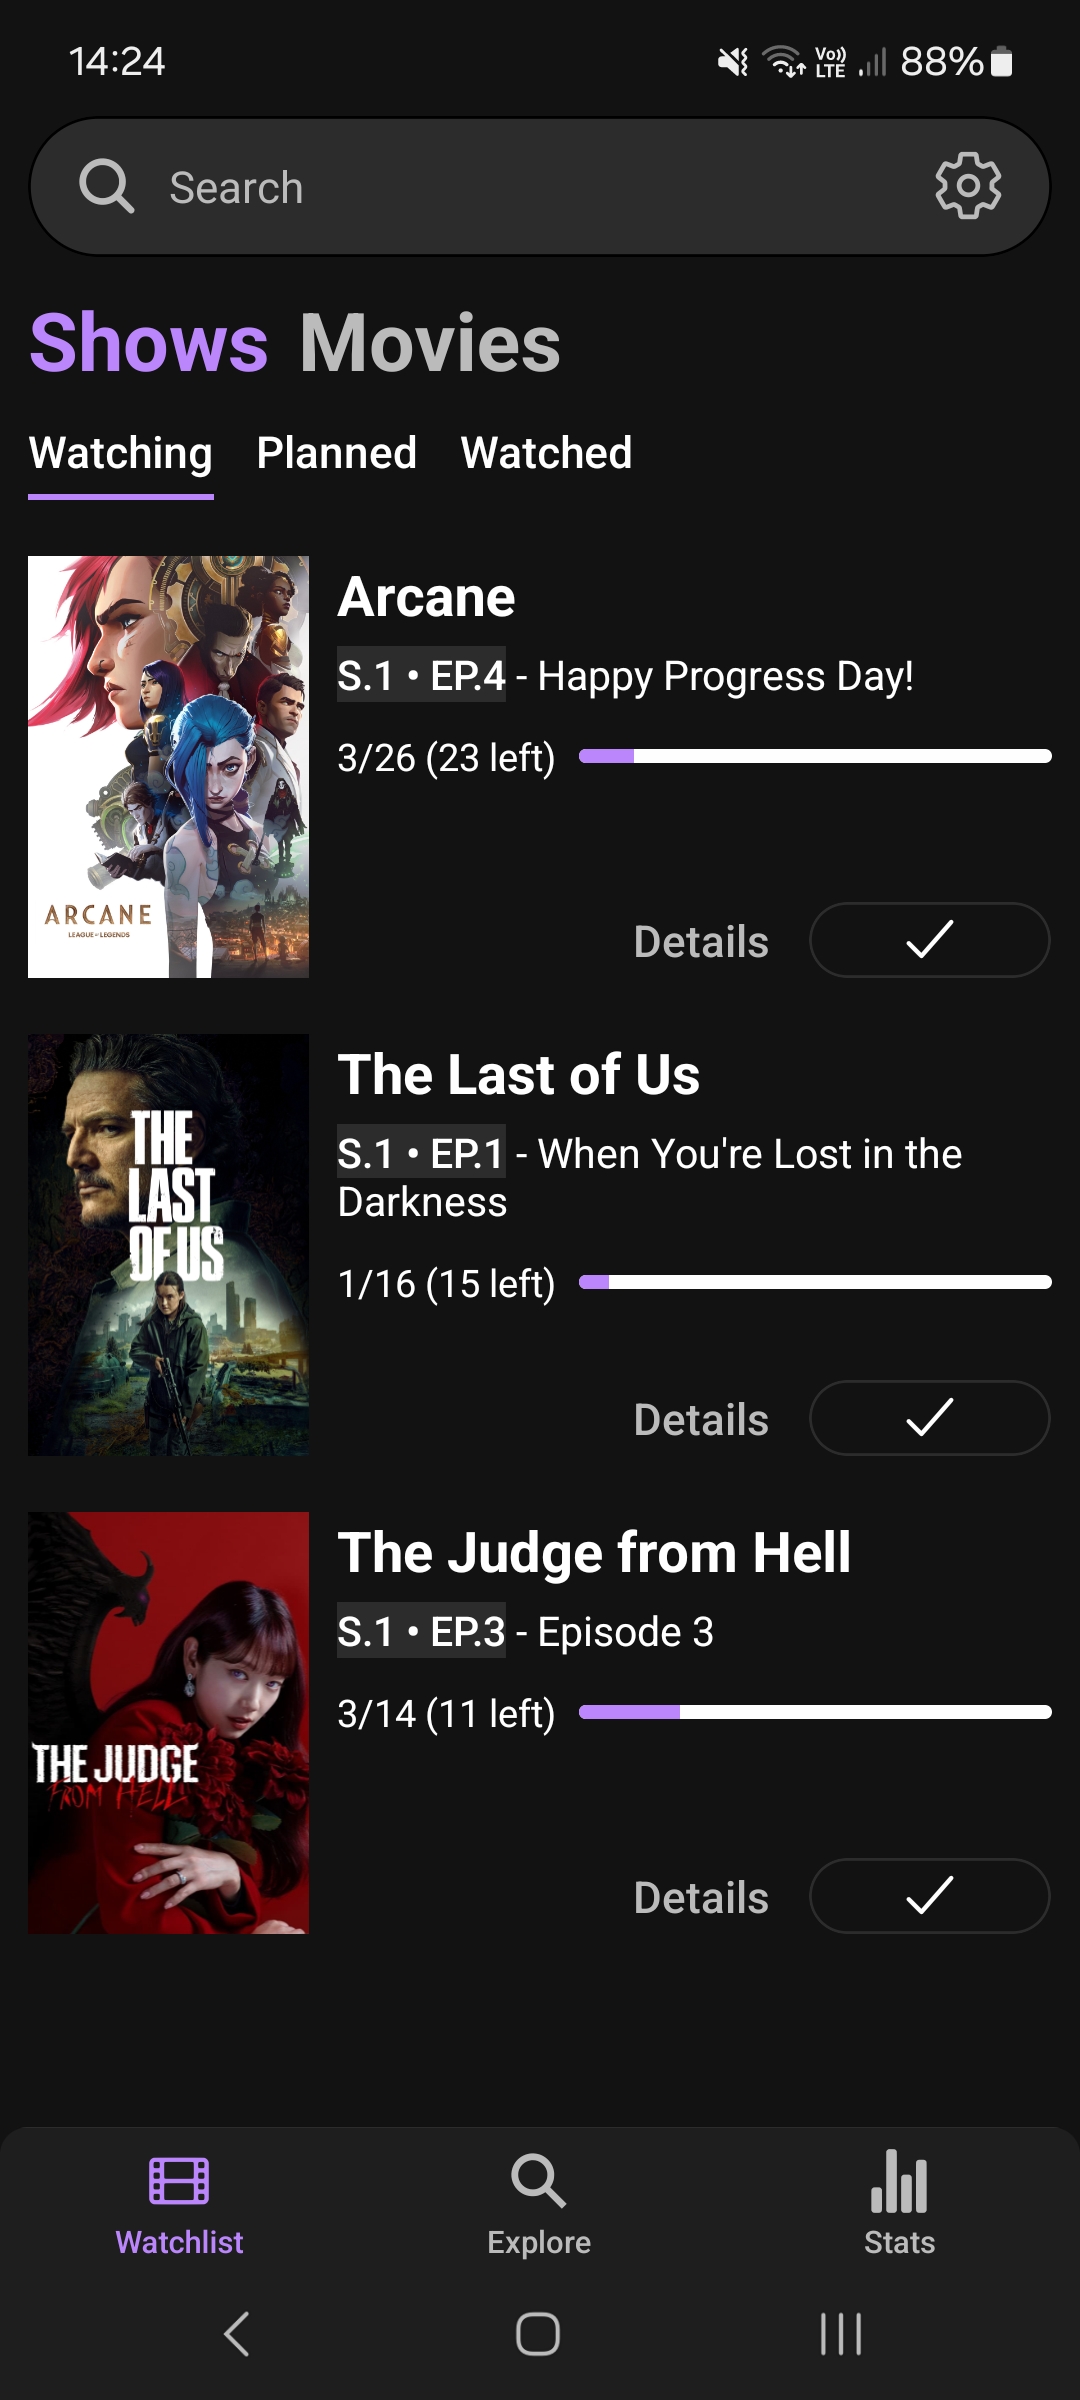 14:24
Vo)) LTE
88%
Search
Shows Movies
Watching Planned Watched
ARCANE
LEAGUE OF LEGENDS
Arcane
S.1 • EP.4 - Happy Progress Day!
3/26 (23 left)
Details
THE
LAST
OF US
The Last of Us
S.1 • EP.1 - When You're Lost in the
Darkness
1/16 (15 left)
Details
THE JUDGE
FROM HELL
The Judge from Hell
S.1 • EP.3 - Episode 3
3/14 (11 left)
Details
Watchlist Explore Stats